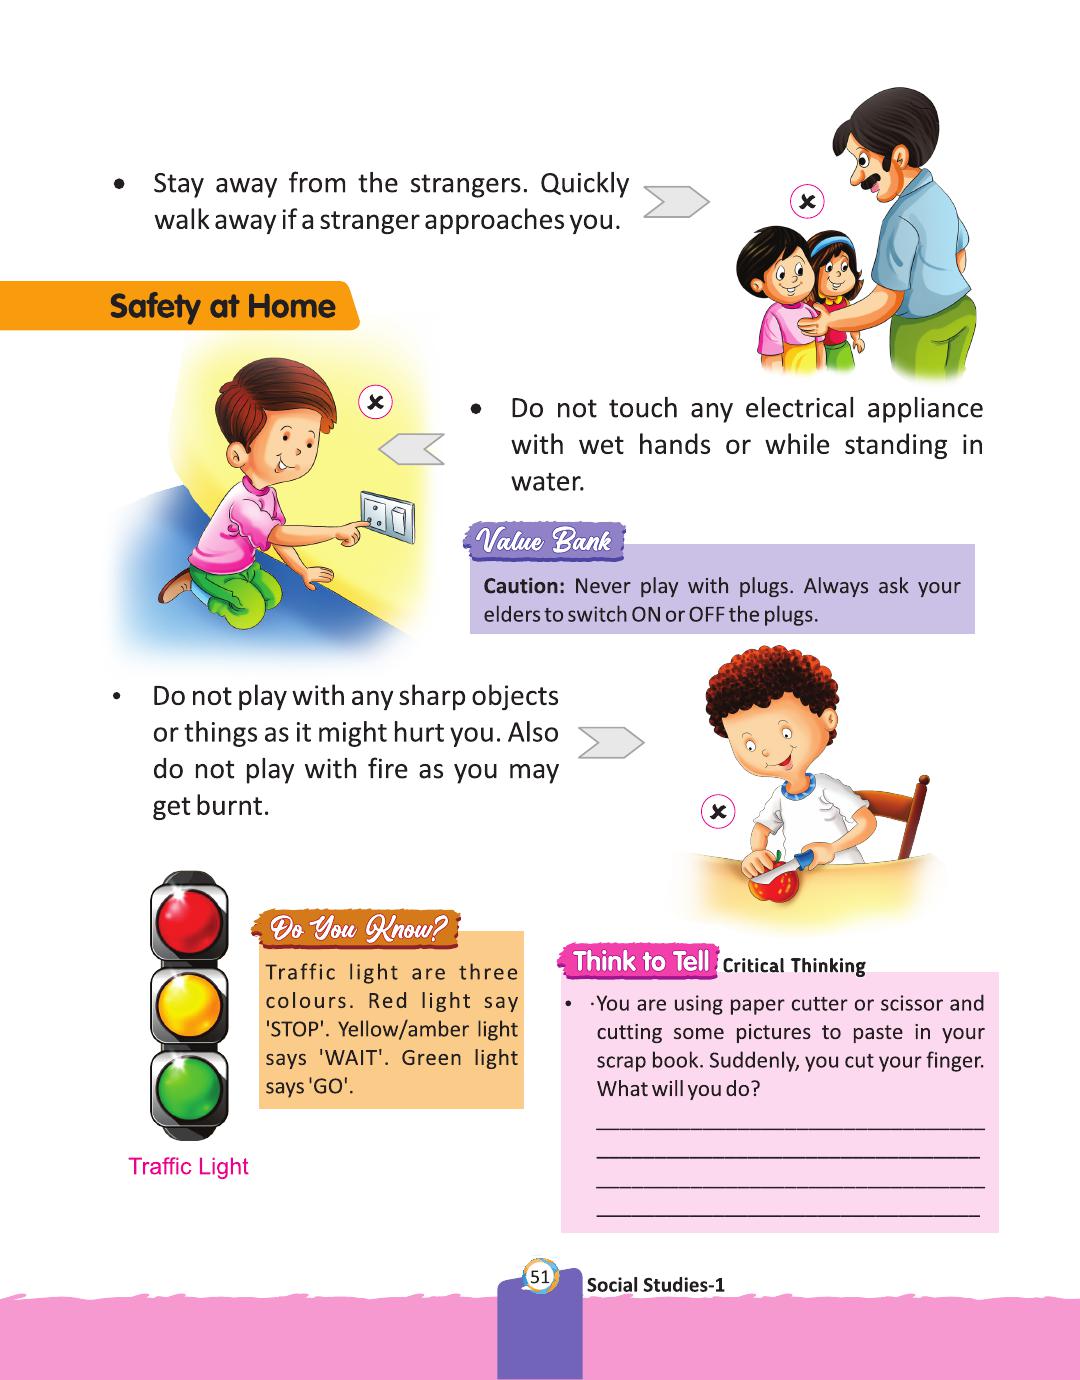 • Stay away from the strangers. Quickly
walk away if a stranger approaches you.
Safety at Home
• Do not touch any electrical appliance
with wet hands or while standing in
water.
Value Bank
Caution: Never play with plugs. Always ask your
elders to switch ON or OFF the plugs.
• Do not play with any sharp objects
or things as it might hurt you. Also
do not play with fire as you may
get burnt.
Do You Know?
Traffic light are three
colours. Red light say
'STOP'. Yellow/amber light
says 'WAIT'. Green light
says 'GO'.
Traffic Light
Think to Tell Critical Thinking
• ·You are using paper cutter or scissor and
cutting some pictures to paste in your
scrap book. Suddenly, you cut your finger.
What will you do?
51
Social Studies-1